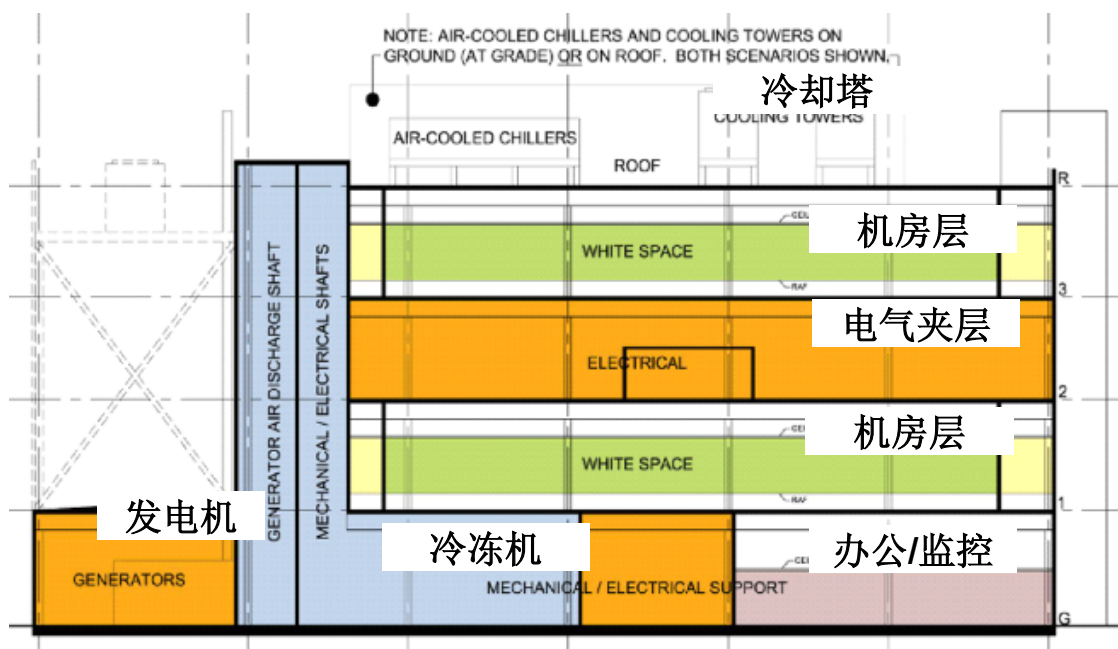 NOTE: AIR-COOLED CHILLERS AND COOLING TOWERS ON
GROUND (AT GRADE) OR ON ROOF. BOTH SCENARIOS SHOWN.
冷却塔
COOLING TOWERS
AIR-COOLED CHILLERS
ROOF
R
机房层
WHITE SPACE
3
电气夹层
ELECTRICAL
2
机房层
WHITE SPACE
1
GENERATOR AIR DISCHARGE SHAFT
MECHANICAL / ELECTRICAL SHAFTS
发电机
冷冻机
办公/监控
GENERATORS
MECHANICAL / ELECTRICAL SUPPORT
G